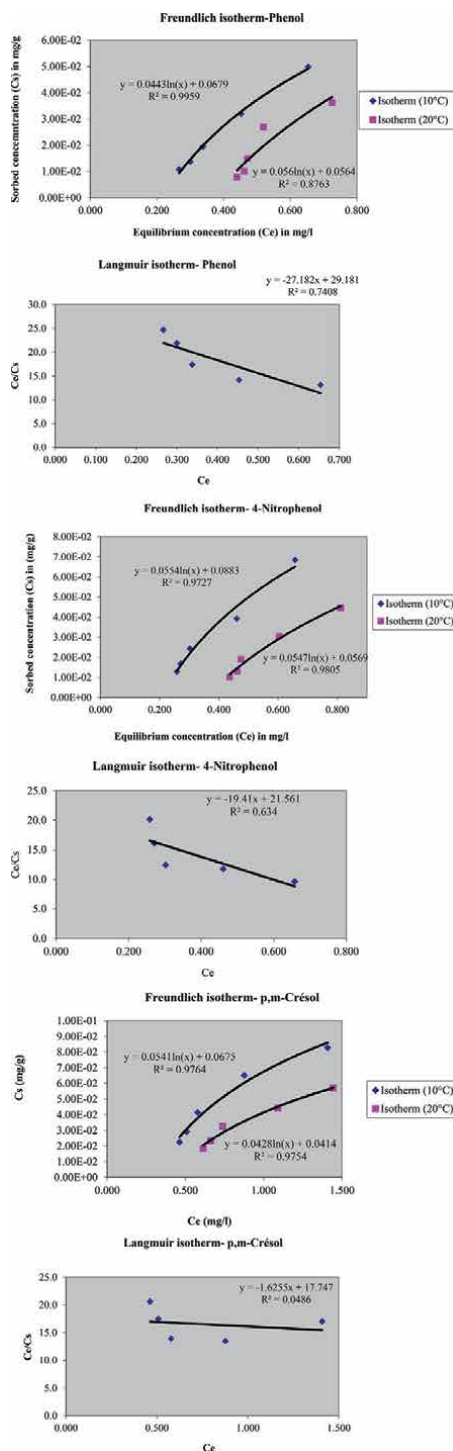 Freundlich isotherm-Phenol
Sorbed concemntration (Cs) in mg/g
6.00E-02
5.00E-02
4.00E-02
3.00E-02
2.00E-02
1.00E-02
0.00E+00
y = 0.0443ln(x) + 0.0679
R² = 0.9959
y = 0.056ln(x) + 0.0564
R² = 0.8763
Isotherm (10°C)
Isotherm (20°C)
0.000 0.200 0.400 0.600 0.800
Equilibrium concentration (Ce) in mg/l
Langmuir isotherm- Phenol
y = -27.182x + 29.181
R² = 0.7408
Ce/Cs
30.0
25.0
20.0
15.0
10.0
5.0
0.0
0.000 0.100 0.200 0.300 0.400 0.500 0.600 0.700
Ce
Freundlich isotherm- 4-Nitrophenol
Sorbed concentration (Cs) in (mg/g)
8.00E-02
7.00E-02
6.00E-02
5.00E-02
4.00E-02
3.00E-02
2.00E-02
1.00E-02
0.00E+00
y = 0.0554ln(x) + 0.0883
R² = 0.9727
y = 0.0547ln(x) + 0.0569
R² = 0.9805
Isotherm (10°C)
Isotherm (20°C)
0.000 0.200 0.400 0.600 0.800
Equilibrium concentration (Ce) in mg/l
Langmuir isotherm- 4-Nitrophenol
Ce/Cs
25.0
20.0
15.0
10.0
5.0
0.0
y = -19.41x + 21.561
R² = 0.634
0.000 0.200 0.400 0.600 0.800
Ce
Freundlich isotherm- p,m-Crésol
Cs (mg/g)
1.00E-01
9.00E-02
8.00E-02
7.00E-02
6.00E-02
5.00E-02
4.00E-02
3.00E-02
2.00E-02
1.00E-02
0.00E+00
y = 0.0541ln(x) + 0.0675
R² = 0.9764
y = 0.0428ln(x) + 0.0414
R² = 0.9754
Isotherm (10°C)
Isotherm (20°C)
0.000 0.500 1.000 1.500
Ce (mg/l)
Langmuir isotherm- p,m-Crésol
Ce/Cs
25.0
20.0
15.0
10.0
5.0
0.0
y = -1.6255x + 17.747
R² = 0.0486
0.000 0.500 1.000 1.500
Ce